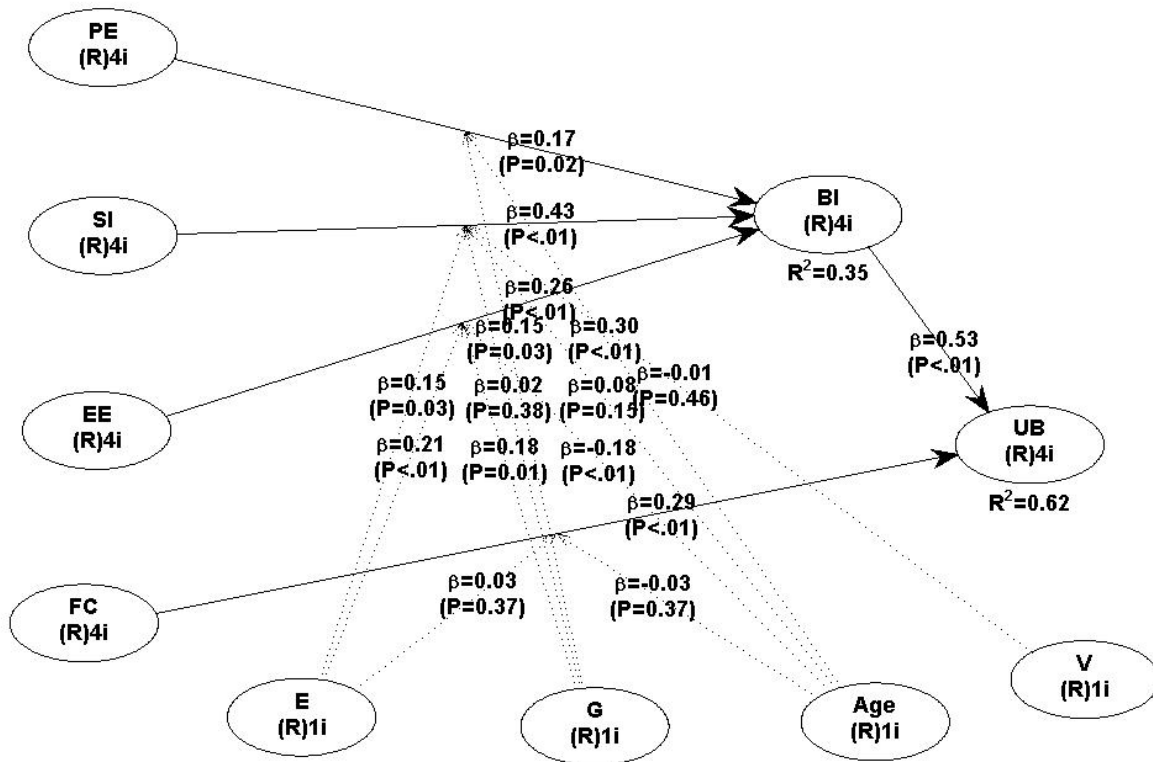 PE
(R)4i
β=0.17
(P=0.02)
SI
(R)4i
β=0.43
(P<.01)
BI
(R)4i
R²=0.35
β=0.26
(P<.01)
β=0.15
(P=0.03)
β=0.30
(P<.01)
β=0.53
(P<.01)
β=0.15
(P=0.03)
β=0.02
(P=0.38)
β=0.08
(P=0.15)
β=-0.01
(P=0.46)
EE
(R)4i
UB
(R)4i
R²=0.62
β=0.21
(P<.01)
β=0.18
(P=0.01)
β=-0.18
(P<.01)
β=0.29
(P<.01)
FC
(R)4i
β=0.03
(P=0.37)
β=-0.03
(P=0.37)
E
(R)1i
G
(R)1i
Age
(R)1i
V
(R)1i